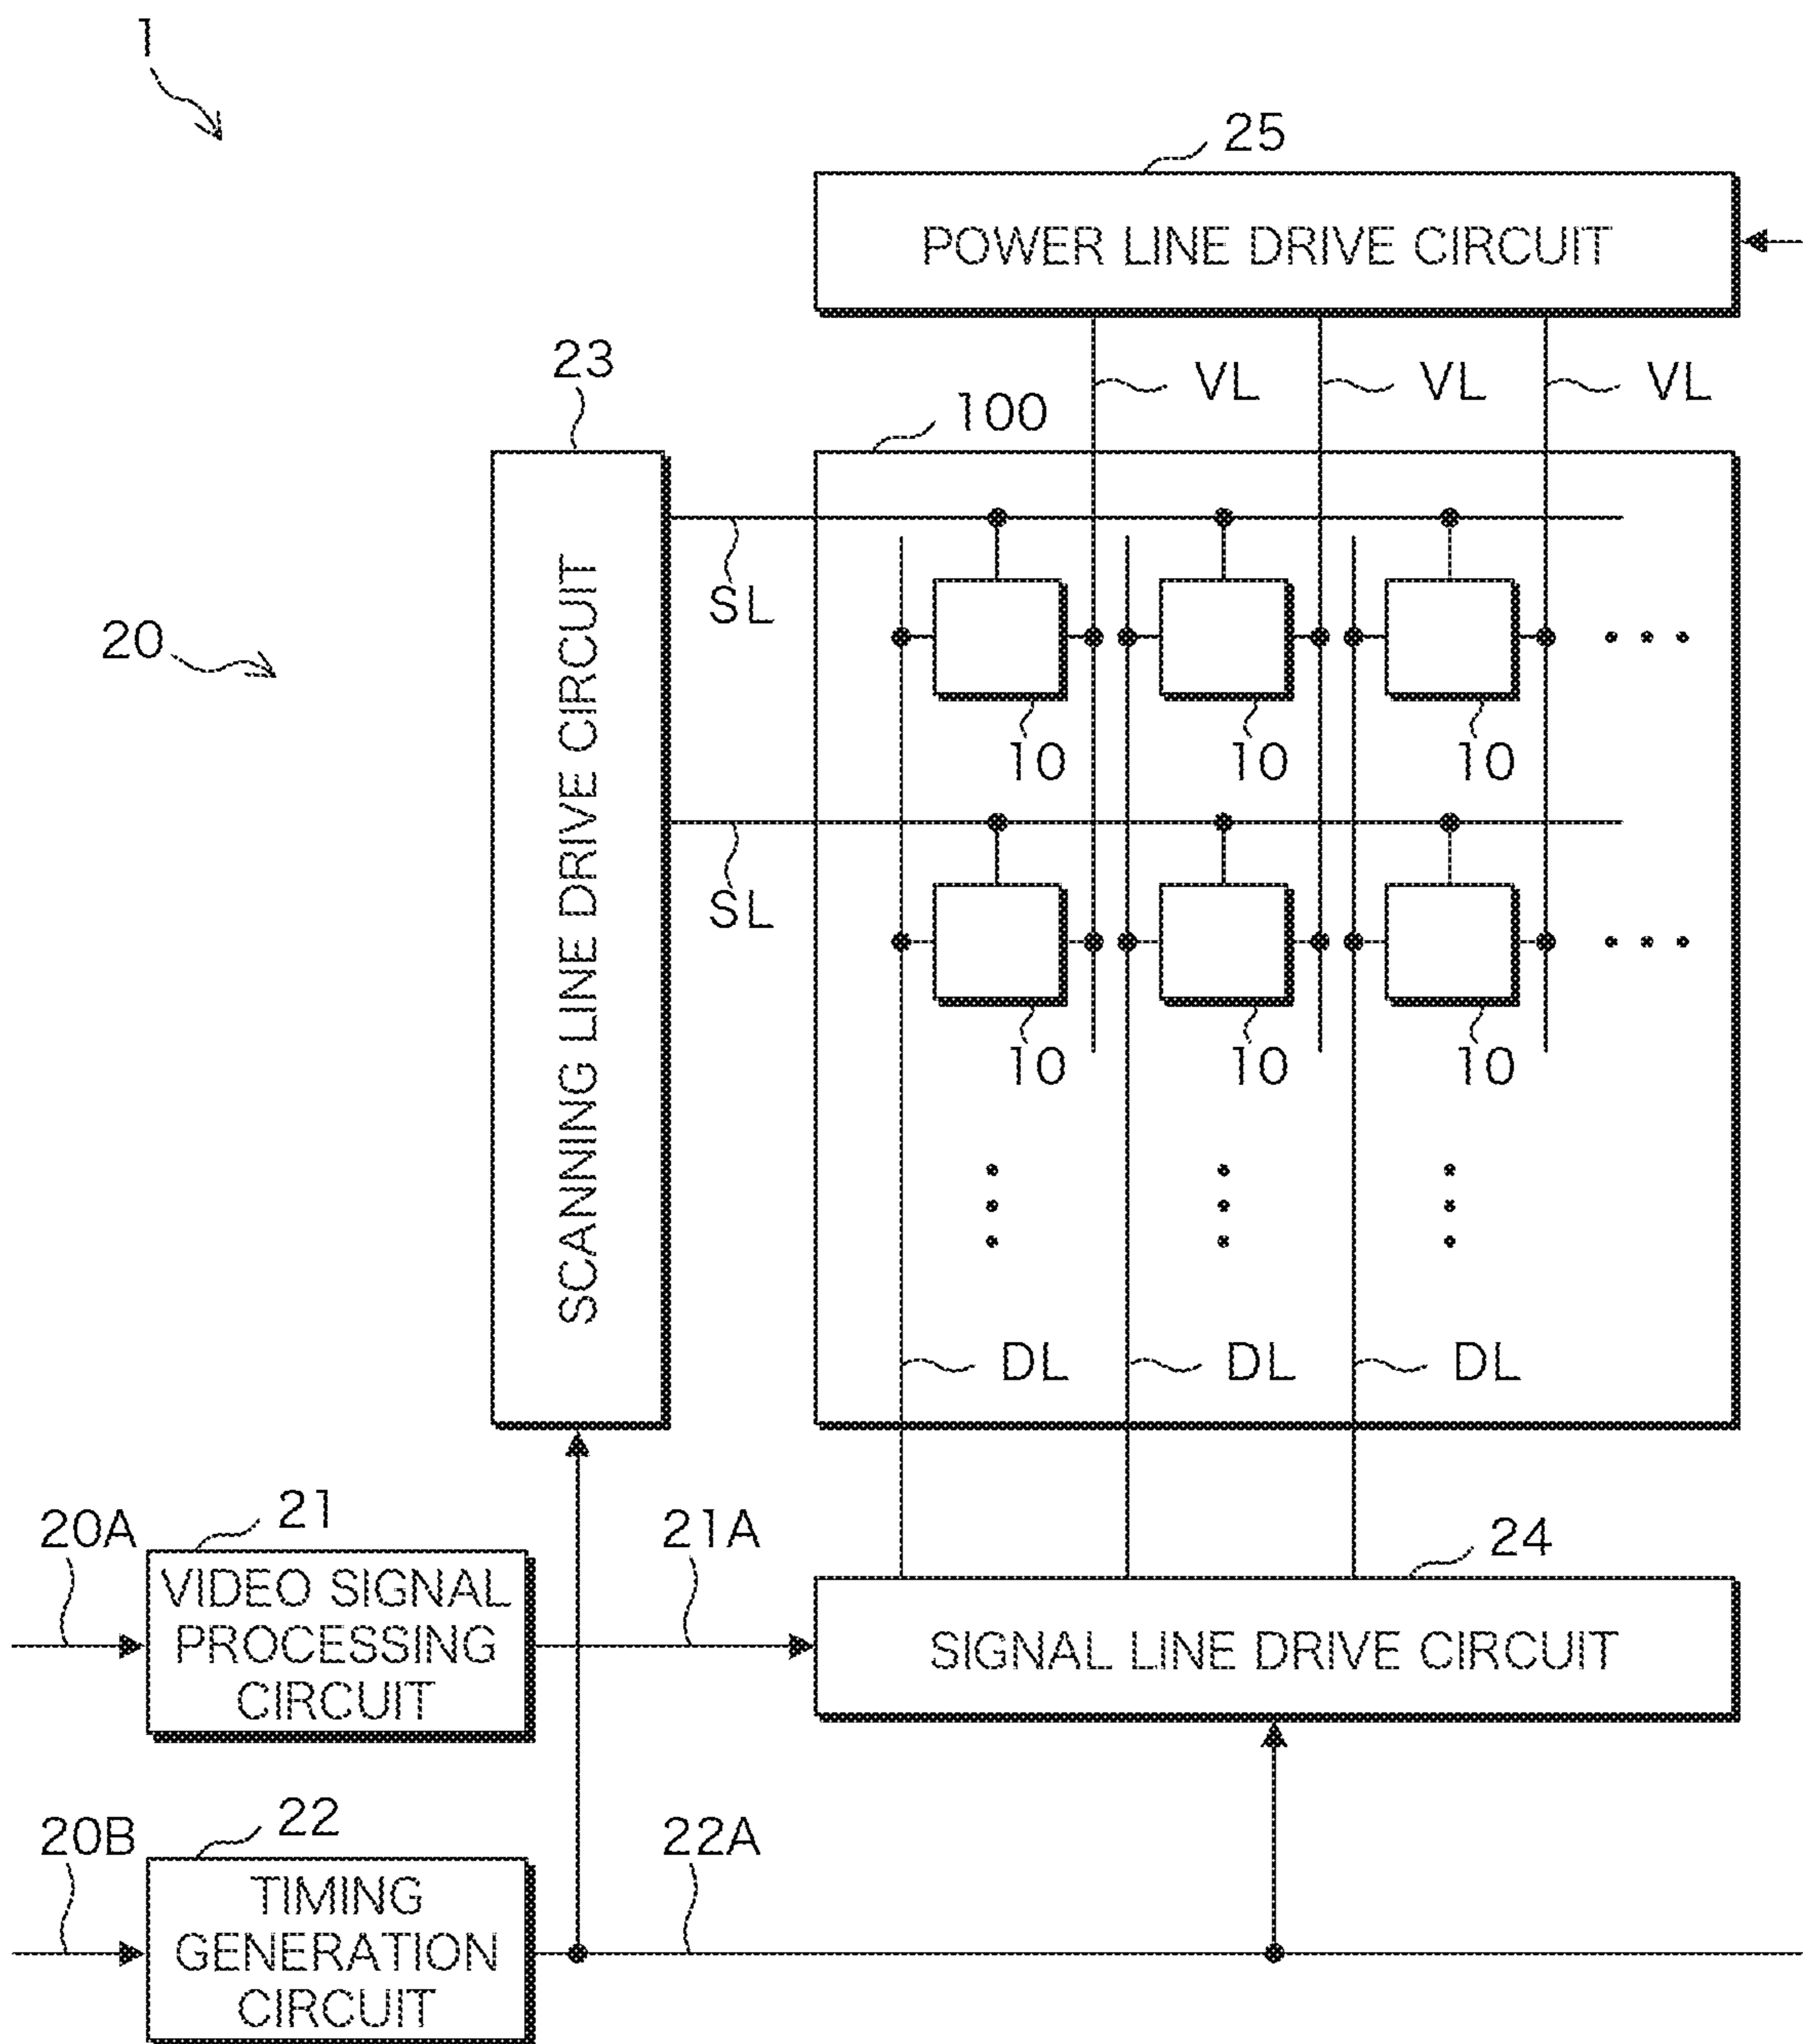 1
25
POWER LINE DRIVE CIRCUIT
23
VL VL VL
100
SCANNING LINE DRIVE CIRCUIT
SL
20
10 10 10
SL
10 10 10
DL DL DL
20A 21 21A 24
VIDEO SIGNAL
PROCESSING
CIRCUIT
SIGNAL LINE DRIVE CIRCUIT
20B 22 22A
TIMING
GENERATION
CIRCUIT